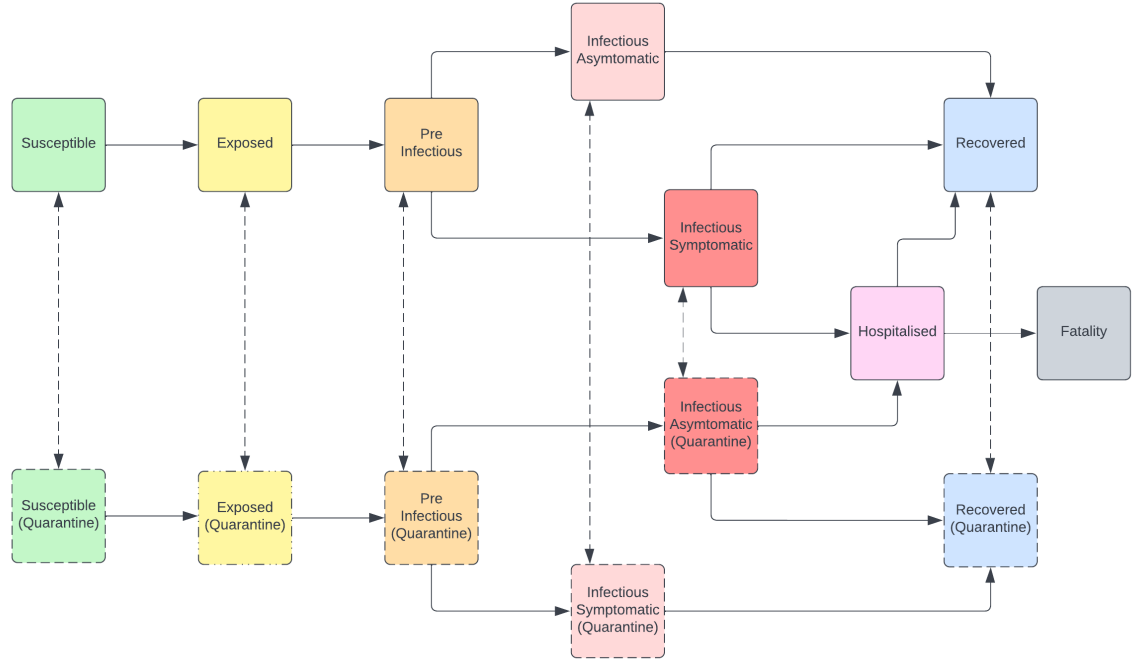 Infectious
Asymtomatic
Susceptible
Exposed
Pre
Infectious
Recovered
Infectious
Symptomatic
Hospitalised
Fatality
Infectious
Asymtomatic
(Quarantine)
Susceptible
(Quarantine)
Exposed
(Quarantine)
Pre
Infectious
(Quarantine)
Recovered
(Quarantine)
Infectious
Symptomatic
(Quarantine)